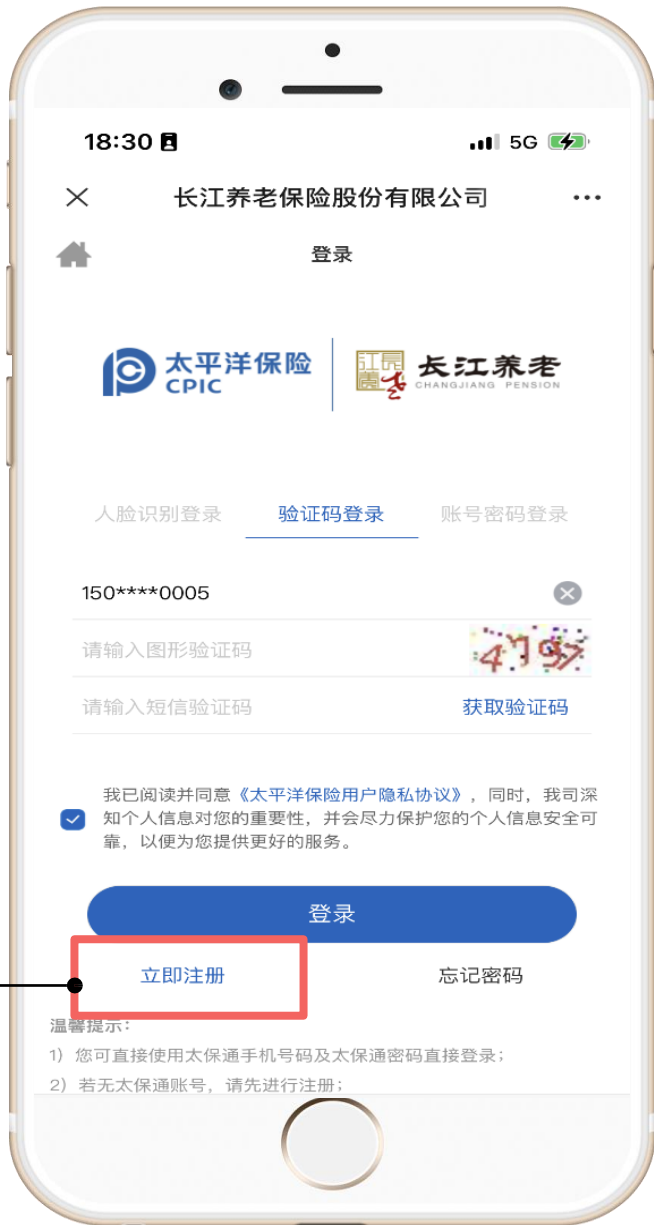 18:30
5G
长江养老保险股份有限公司
登录
太平洋保险
CPIC
长江养老
CHANGJIANG PENSION
人脸识别登录 验证码登录 账号密码登录
150****0005
请输入图形验证码
4797
请输入短信验证码 获取验证码
我已阅读并同意《太平洋保险用户隐私协议》，同时，我司深
知个人信息对您的重要性，并会尽力保护您的个人信息安全可
靠，以便为您提供更好的服务。
登录
立即注册 忘记密码
温馨提示：
1）您可直接使用太保通手机号码及太保通密码直接登录；
2）若无太保通账号，请先进行注册；